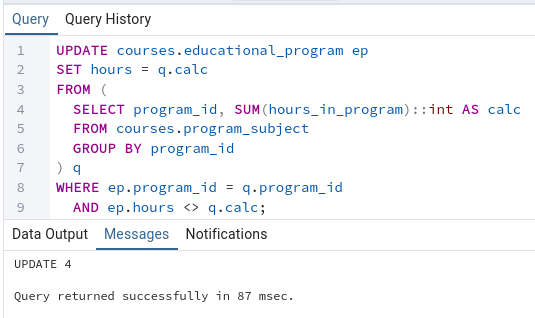 Query Query History
1 UPDATE courses.educational_program ep
2 SET hours = q.calc
3 FROM (
4 SELECT program_id, SUM(hours_in_program)::int AS calc
5 FROM courses.program_subject
6 GROUP BY program_id
7 ) q
8 WHERE ep.program_id = q.program_id
9 AND ep.hours <> q.calc;
Data Output Messages Notifications
UPDATE 4
Query returned successfully in 87 msec.